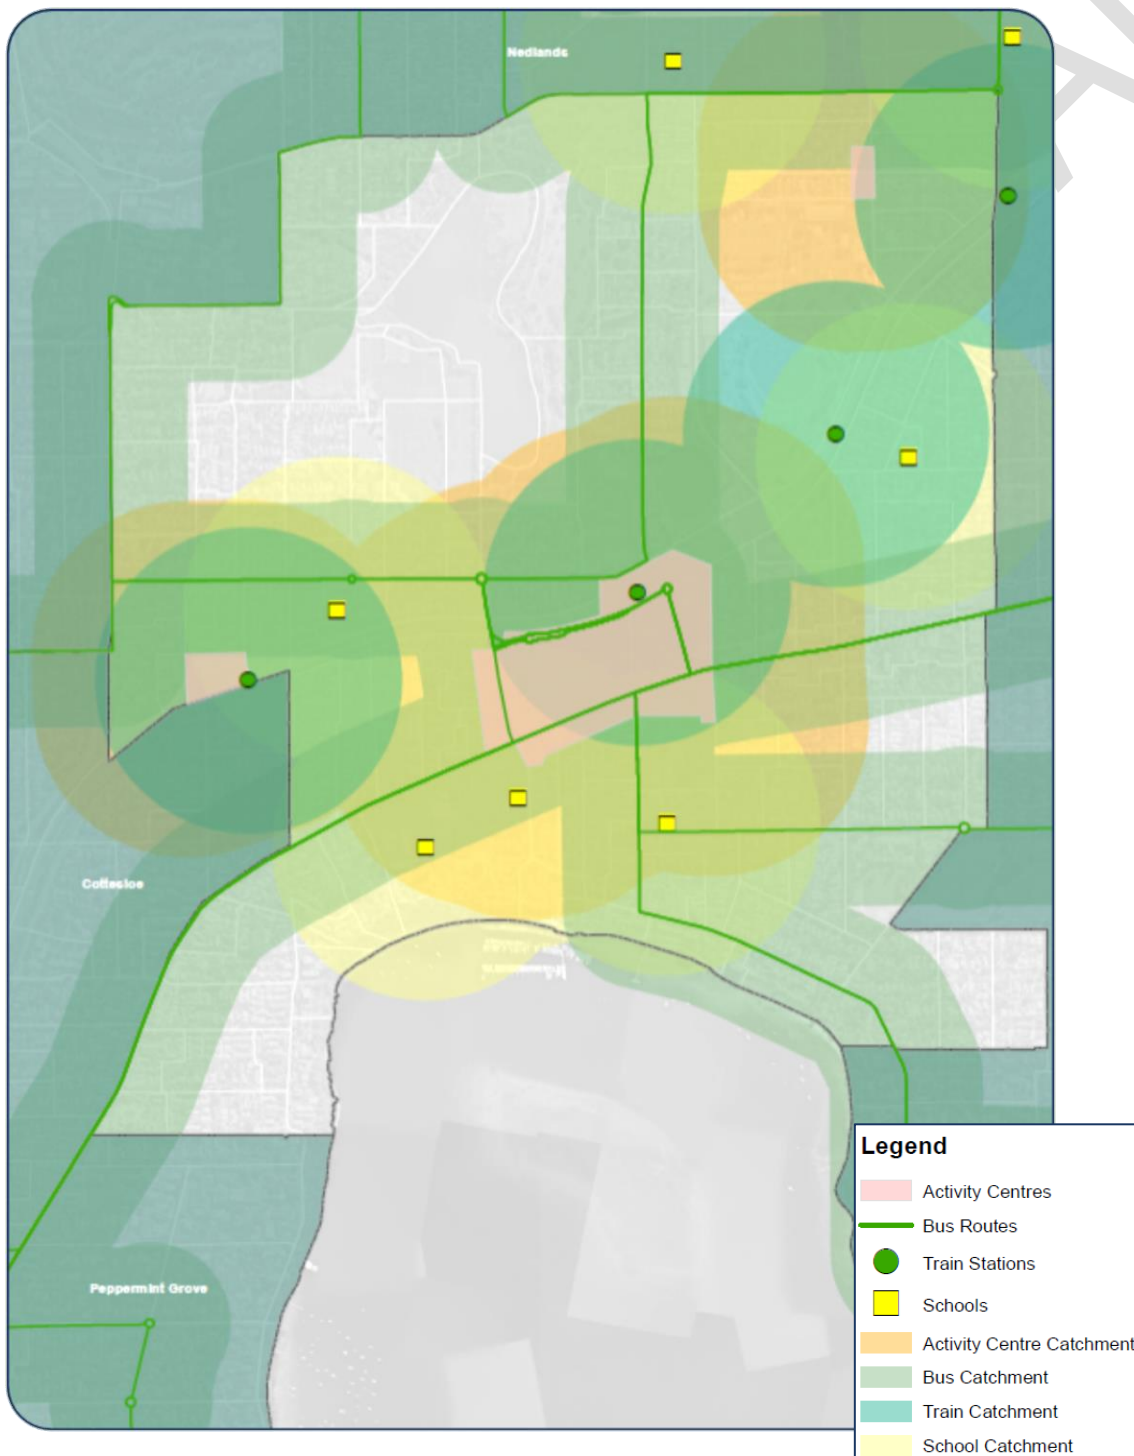 Nedlands
Cottesloe
Peppermint Grove
Legend
Activity Centres
Bus Routes
Train Stations
Schools
Activity Centre Catchment
Bus Catchment
Train Catchment
School Catchment